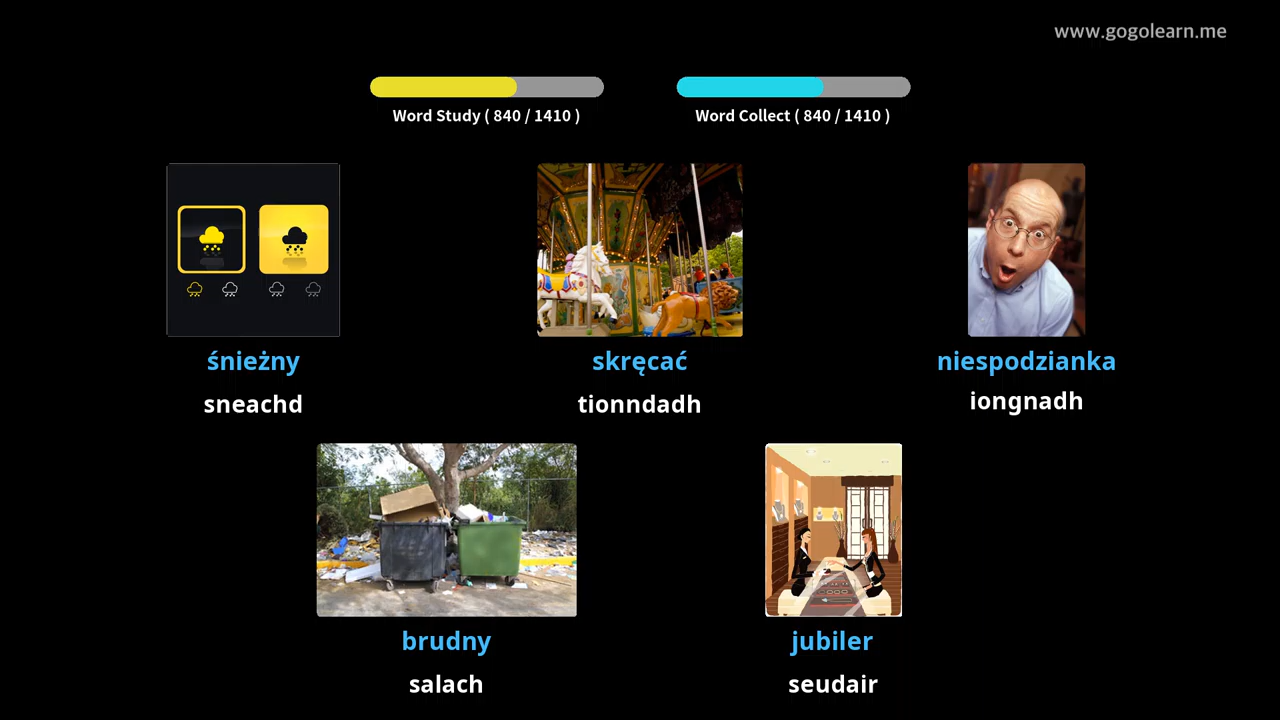 www.gogolearn.me
Word Study ( 840 / 1410 )
Word Collect ( 840 / 1410 )
śnieżny
skręcać
niespodzianka
sneachd
tionndadh
iongnadh
brudny
jubiler
salach
seudair